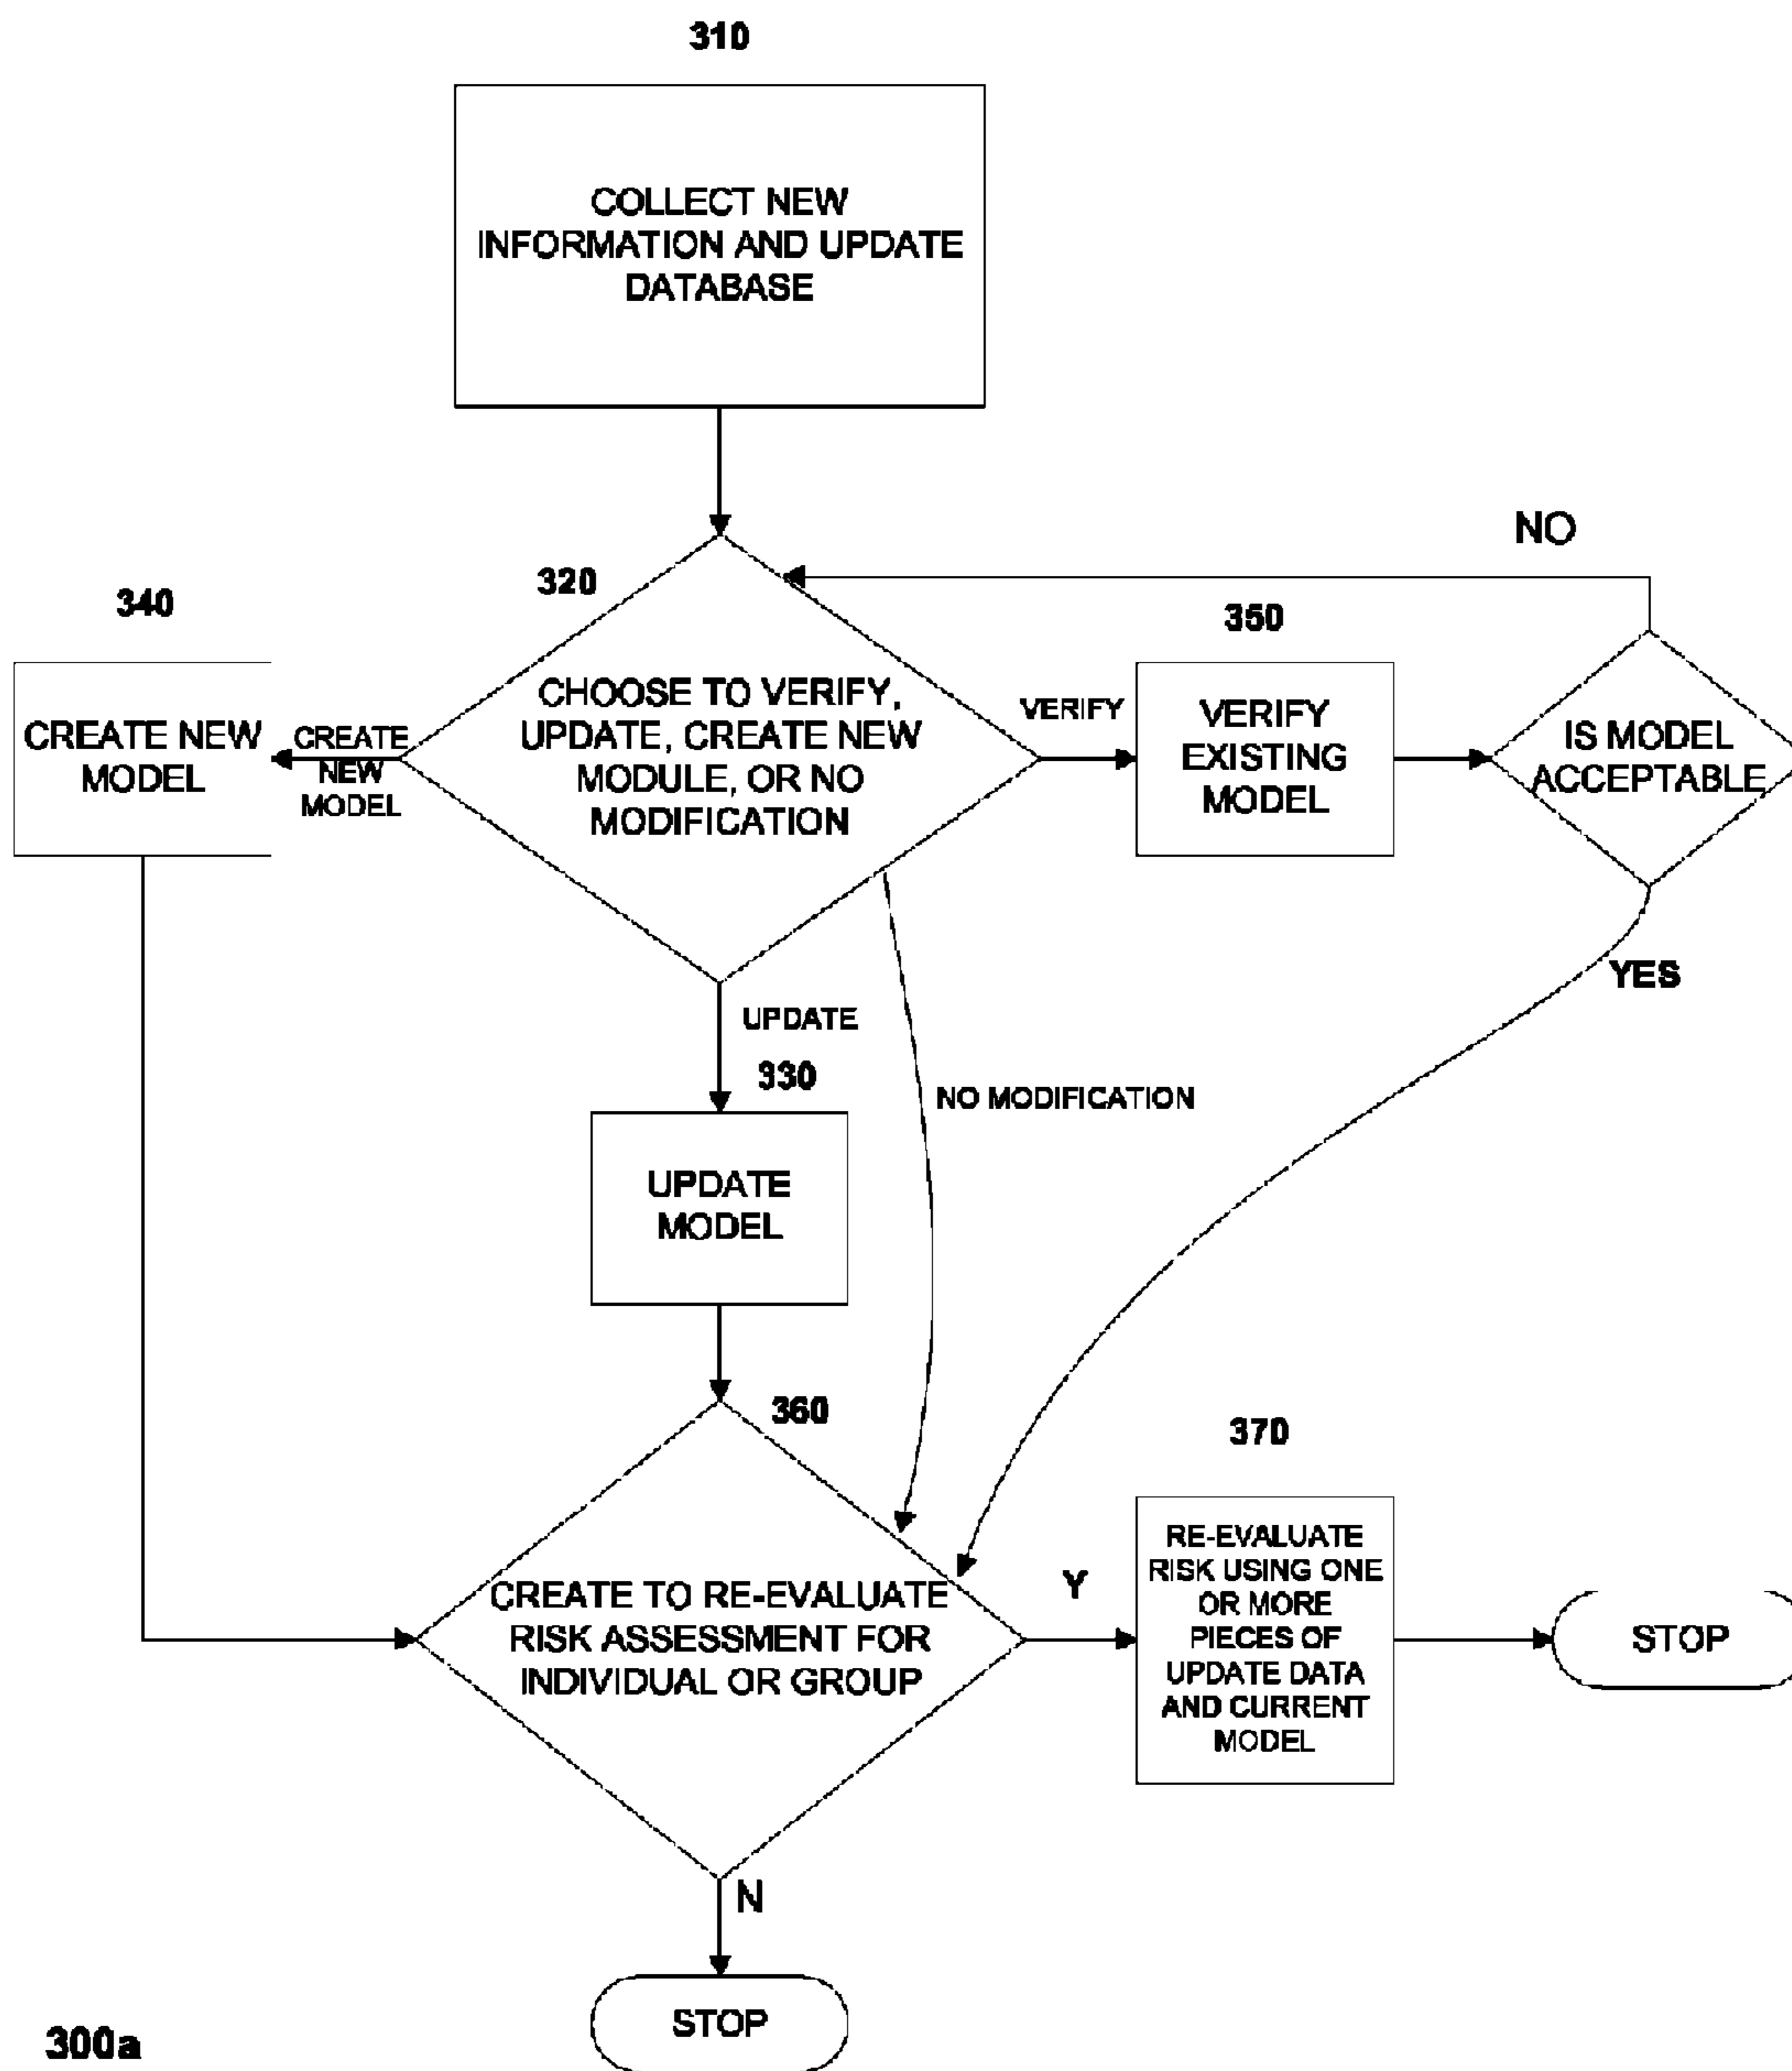 310
COLLECT NEW
INFORMATION AND UPDATE
DATABASE
NO
320
340
350
CHOOSE TO VERIFY,
UPDATE, CREATE NEW
MODULE, OR NO
MODIFICATION
CREATE NEW
MODEL
CREATE
NEW
MODEL
VERIFY
VERIFY
EXISTING
MODEL
IS MODEL
ACCEPTABLE
YES
UPDATE
330
NO MODIFICATION
UPDATE
MODEL
360
370
CREATE TO RE-EVALUATE
RISK ASSESSMENT FOR
INDIVIDUAL OR GROUP
Y
RE-EVALUATE
RISK USING ONE
OR MORE
PIECES OF
UPDATE DATA
AND CURRENT
MODEL
STOP
N
STOP
300a